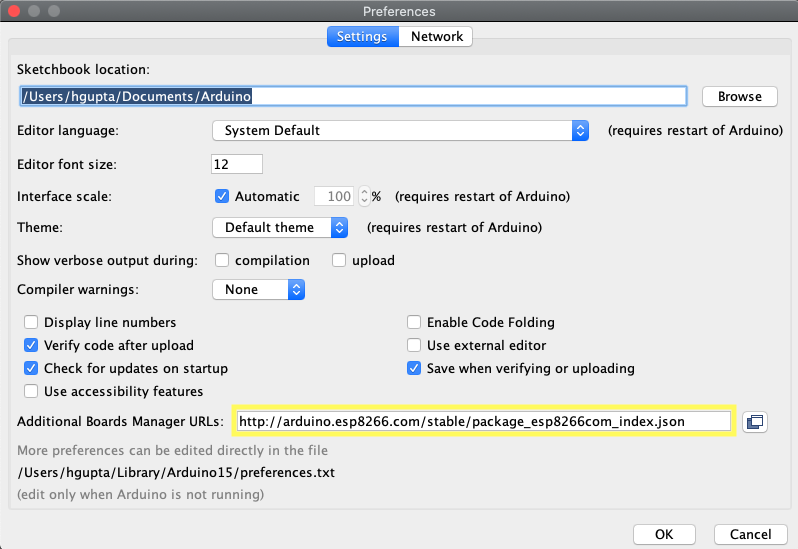 Preferences
Settings Network
Sketchbook location:
/Users/hgupta/Documents/Arduino Browse
Editor language: System Default (requires restart of Arduino)
Editor font size: 12
Interface scale: Automatic 100 % (requires restart of Arduino)
Theme: Default theme (requires restart of Arduino)
Show verbose output during: compilation upload
Compiler warnings: None
Display line numbers Enable Code Folding
Verify code after upload Use external editor
Check for updates on startup Save when verifying or uploading
Use accessibility features
Additional Boards Manager URLs: http://arduino.esp8266.com/stable/package_esp8266com_index.json
More preferences can be edited directly in the file
/Users/hgupta/Library/Arduino15/preferences.txt
(edit only when Arduino is not running)
OK Cancel